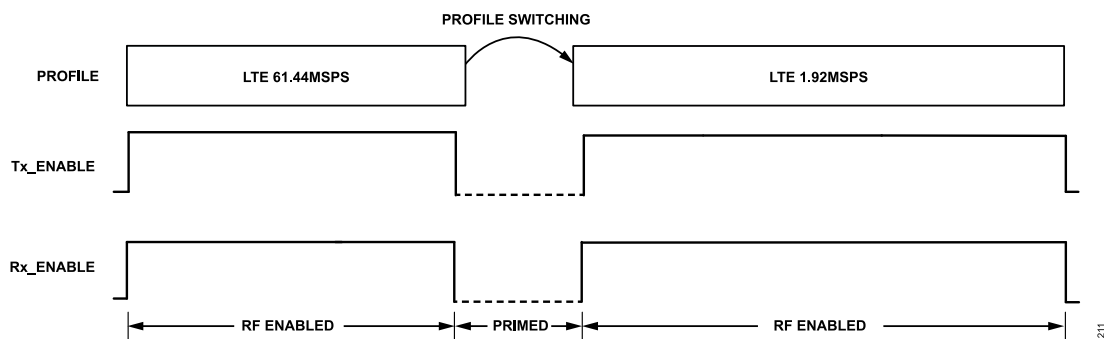 PROFILE SWITCHING
PROFILE
LTE 61.44MSPS
LTE 1.92MSPS
Tx_ENABLE
Rx_ENABLE
RF ENABLED
PRIMED
RF ENABLED
211